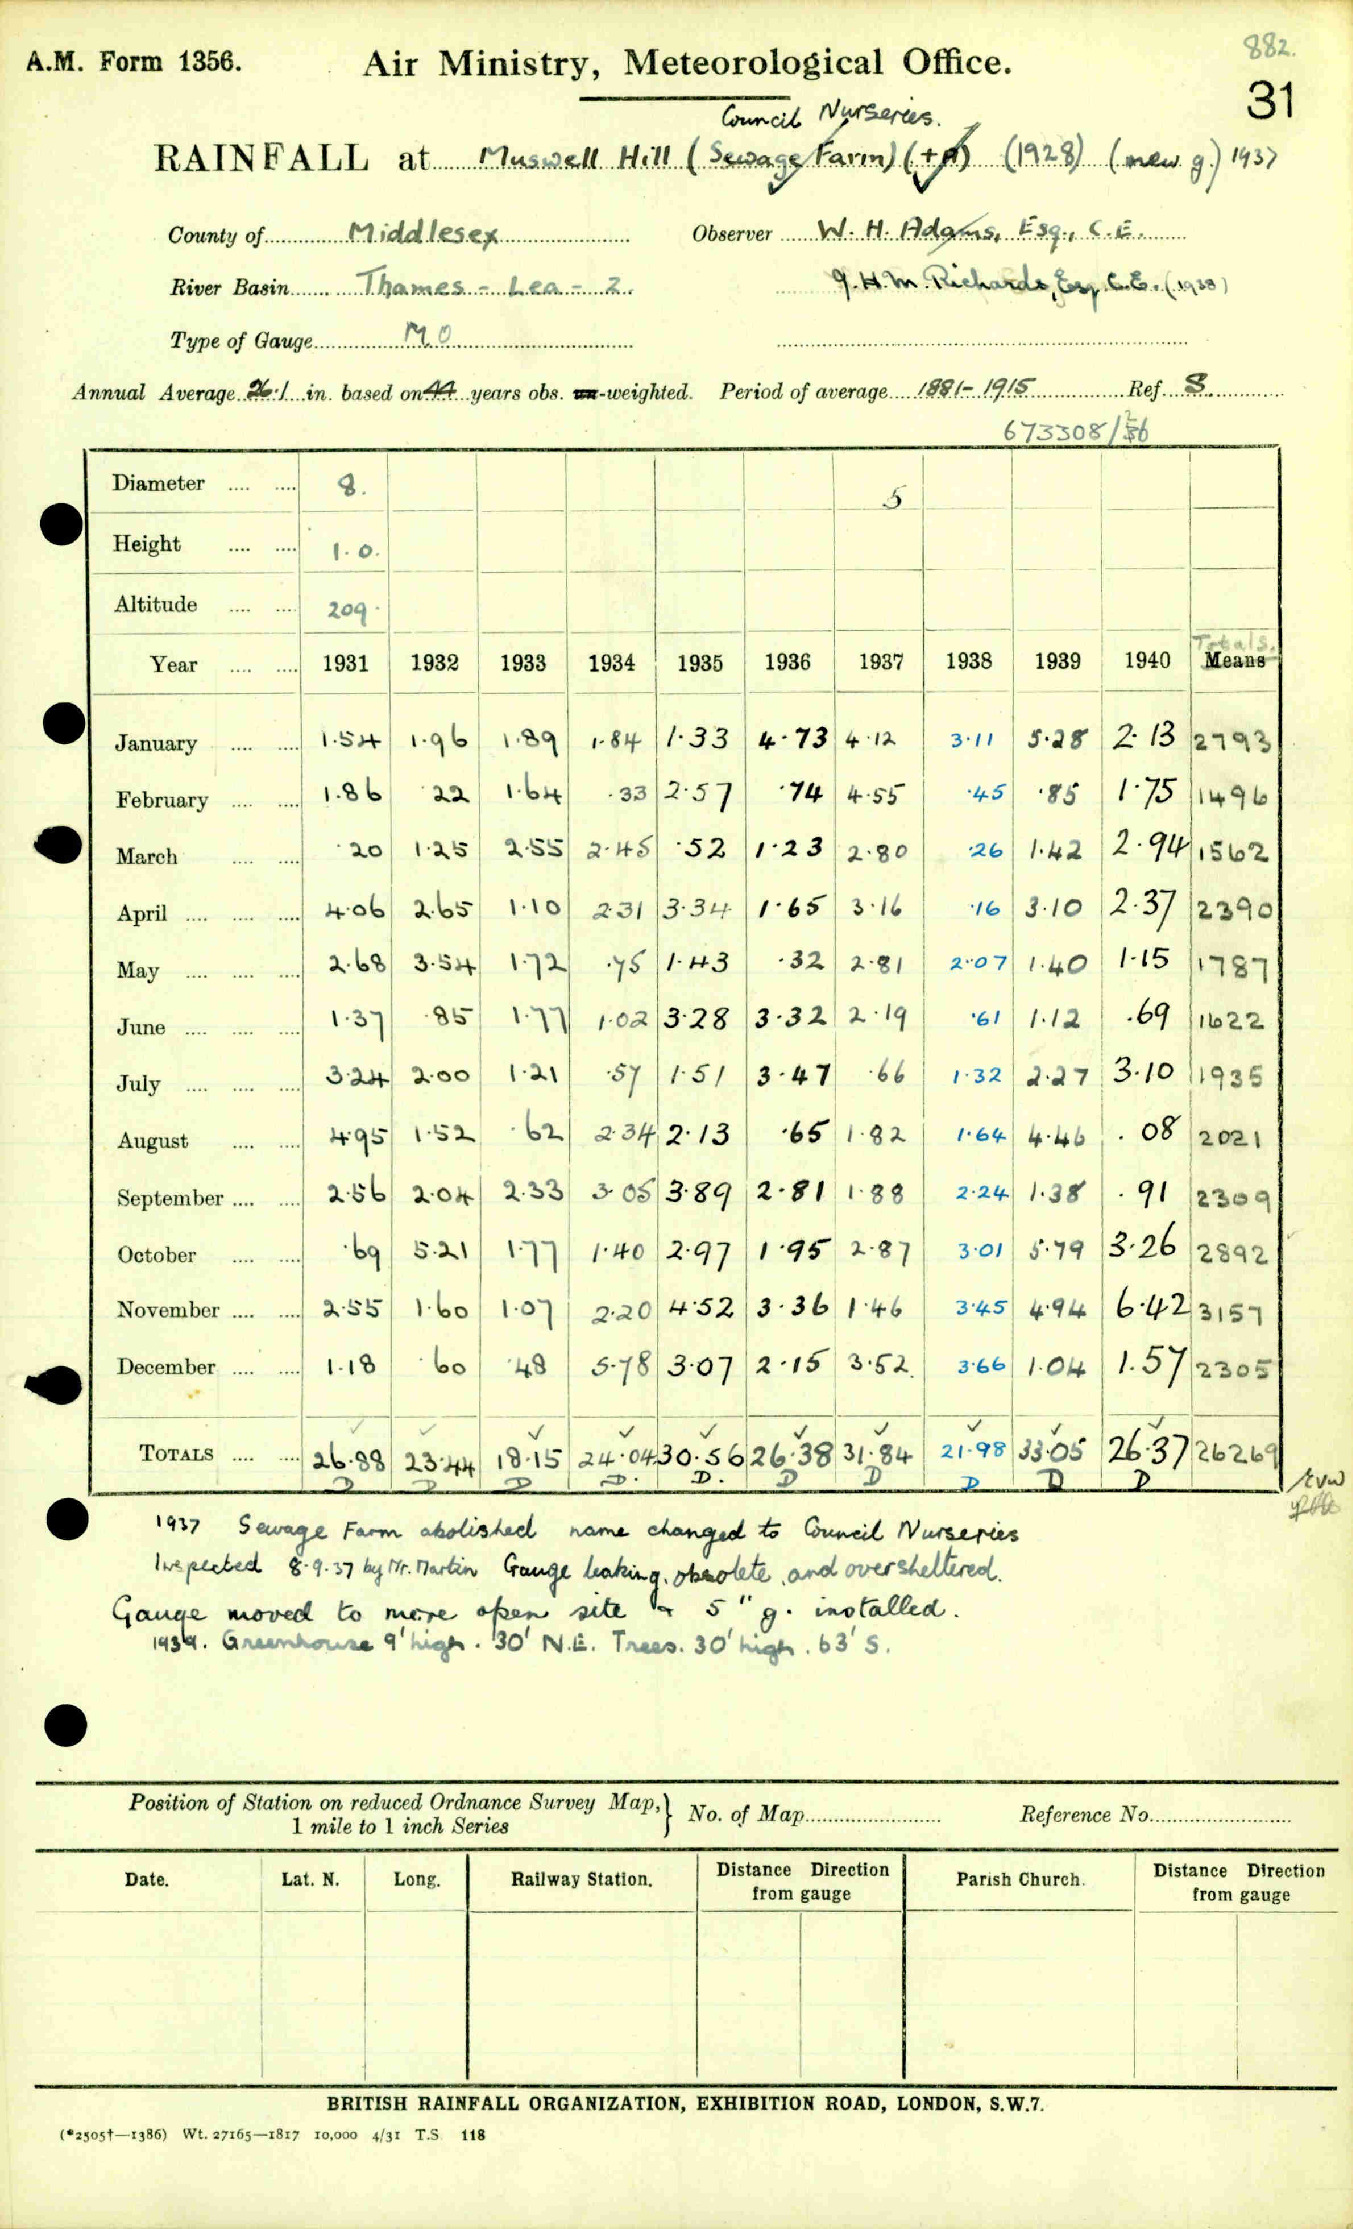 882.
A.M. Form 1356. Air Ministry, Meteorological Office.
31
Council Nurseries.
RAINFALL at Muswell Hill (Sewage Farm) (+A) (1928) (new g.) 1937
County of Middlesex Observer W. H. Adams, Esq., C.E.
River Basin Thames - Lea - 2. J.H.M. Richards, Esq. C.E. (1938)
Type of Gauge MO
Annual Average 26.1 in. based on 44 years obs. un-weighted. Period of average 1881-1915 Ref. S
673308/
Diameter 8. 5
Height 1.0.
Altitude 209.
Totals.
Year 1931 1932 1933 1934 1935 1936 1937 1938 1939 1940 Means
January 1.54 1.96 1.89 1.84 1.33 4.73 4.12 3.11 5.28 2.13 2793
February 1.86 .22 1.64 .33 2.57 .74 4.55 .45 .85 1.75 1496
March .20 1.25 2.55 2.45 .52 1.23 2.80 .26 1.42 2.94 1562
April 4.06 2.65 1.10 2.31 3.34 1.65 3.16 .16 3.10 2.37 2390
May 2.68 3.54 1.72 .75 1.43 .32 2.81 2.07 1.40 1.15 1787
June 1.37 .85 1.77 1.02 3.28 3.32 2.19 .61 1.12 .69 1622
July 3.24 2.00 1.21 .57 1.51 3.47 .66 1.32 2.27 3.10 1935
August 4.95 1.52 .62 2.34 2.13 .65 1.82 1.64 4.46 .08 2021
September 2.56 2.04 2.33 3.05 3.89 2.81 1.88 2.24 1.38 .91 2309
October .69 5.21 1.77 1.40 2.97 1.95 2.87 3.01 5.79 3.26 2892
November 2.55 1.60 1.07 2.20 4.52 3.36 1.46 3.45 4.94 6.42 3157
December 1.18 .60 .48 5.78 3.07 2.15 3.52 3.66 1.04 1.57 2305
TOTALS 26.88 23.44 18.15 24.04 30.56 26.38 31.84 21.98 33.05 26.37 26269
D D D D. D. D D D D D
1937 Sewage Farm abolished name changed to Council Nurseries
Inspected 8.9.37 by Mr. Martin Gauge leaking, obsolete, and oversheltered.
Gauge moved to more open site & 5" g. installed.
1939. Greenhouse 9' high. 30' N.E. Trees. 30' high. 63' S.
Position of Station on reduced Ordnance Survey Map, } No. of Map Reference No.
1 mile to 1 inch Series
Date. Lat. N. Long. Railway Station. Distance Direction from gauge Parish Church. Distance Direction from gauge
BRITISH RAINFALL ORGANIZATION, EXHIBITION ROAD, LONDON, S.W.7.
(*2505†—1386) Wt. 27165—1817 10,000 4/31 T.S. 118